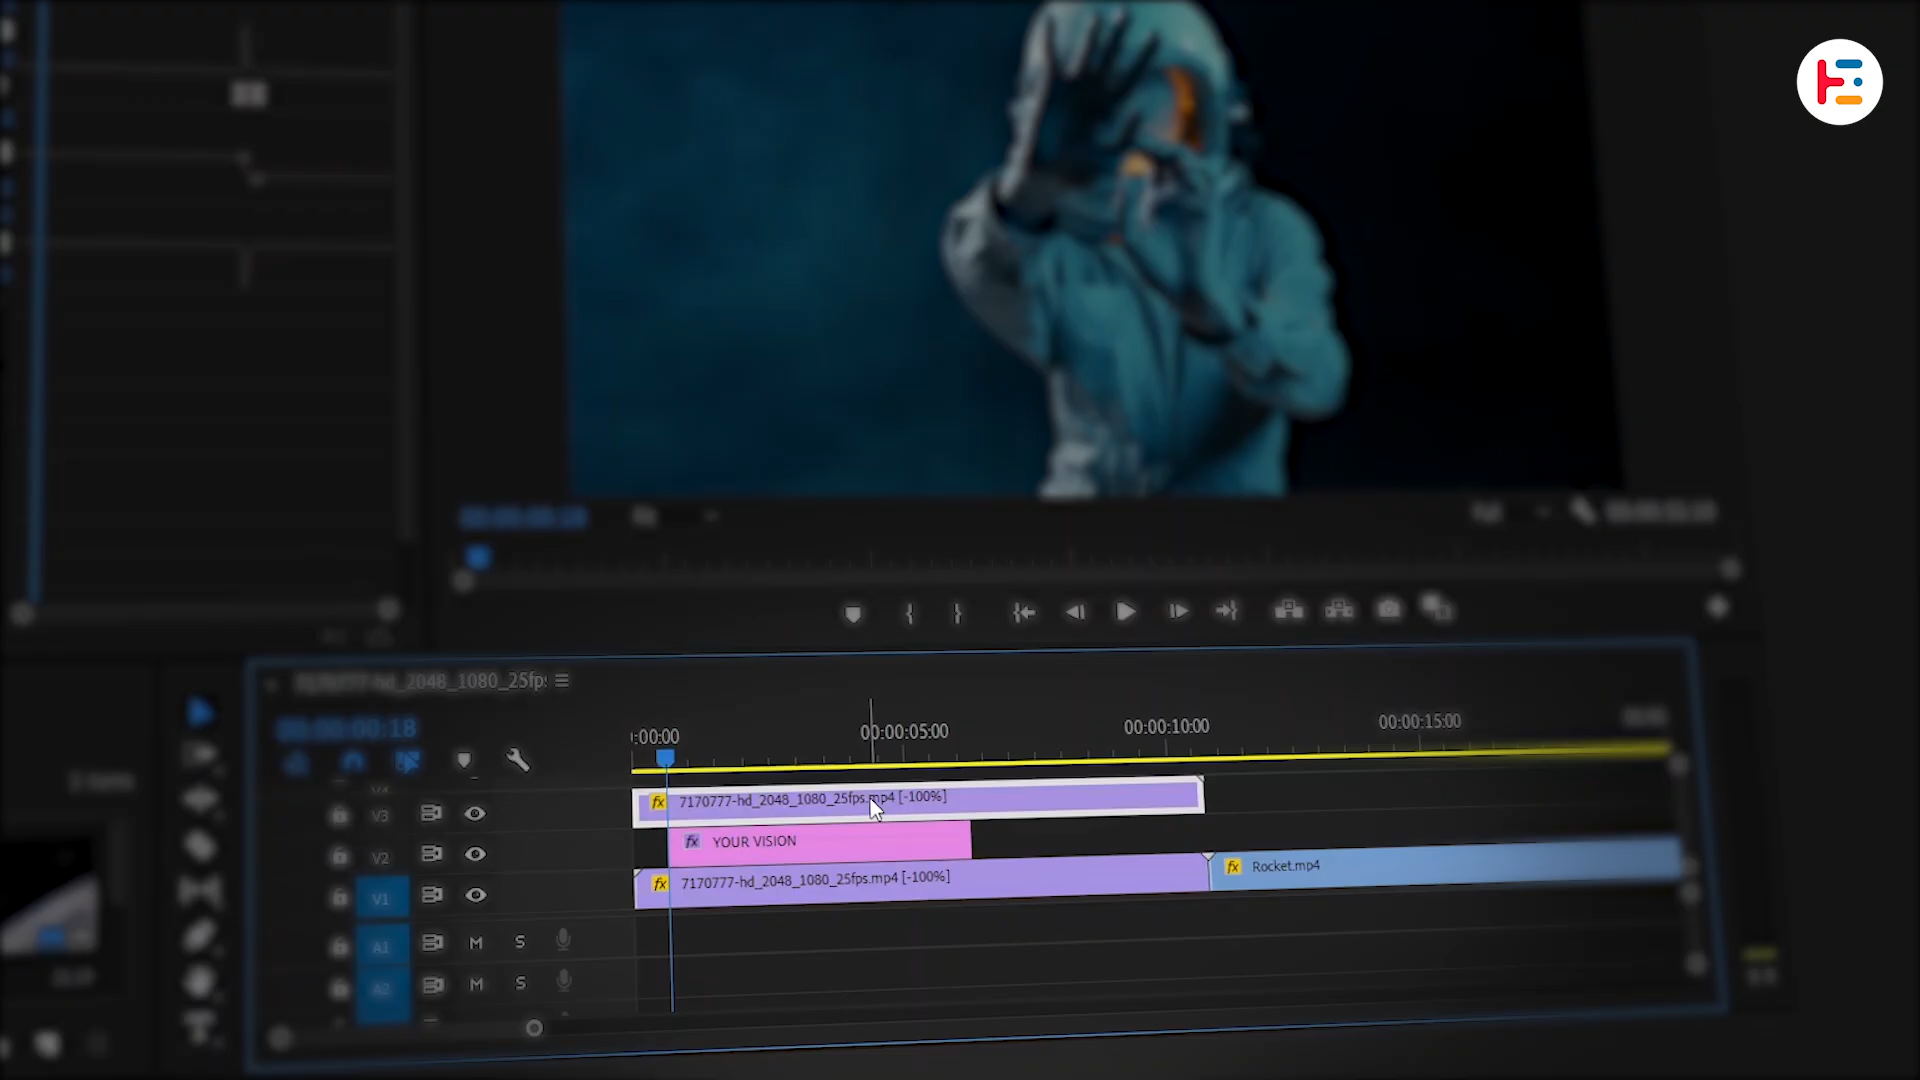 7170777-hd_2048_1080_25fps
00:00:00:18
:00:00
00:00:05:00
00:00:10:00
00:00:15:00
V3
fx 7170777-hd_2048_1080_25fps.mp4 [-100%]
V2
fx YOUR VISION
V1
fx 7170777-hd_2048_1080_25fps.mp4 [-100%]
fx Rocket.mp4
A1 M S
A2 M S